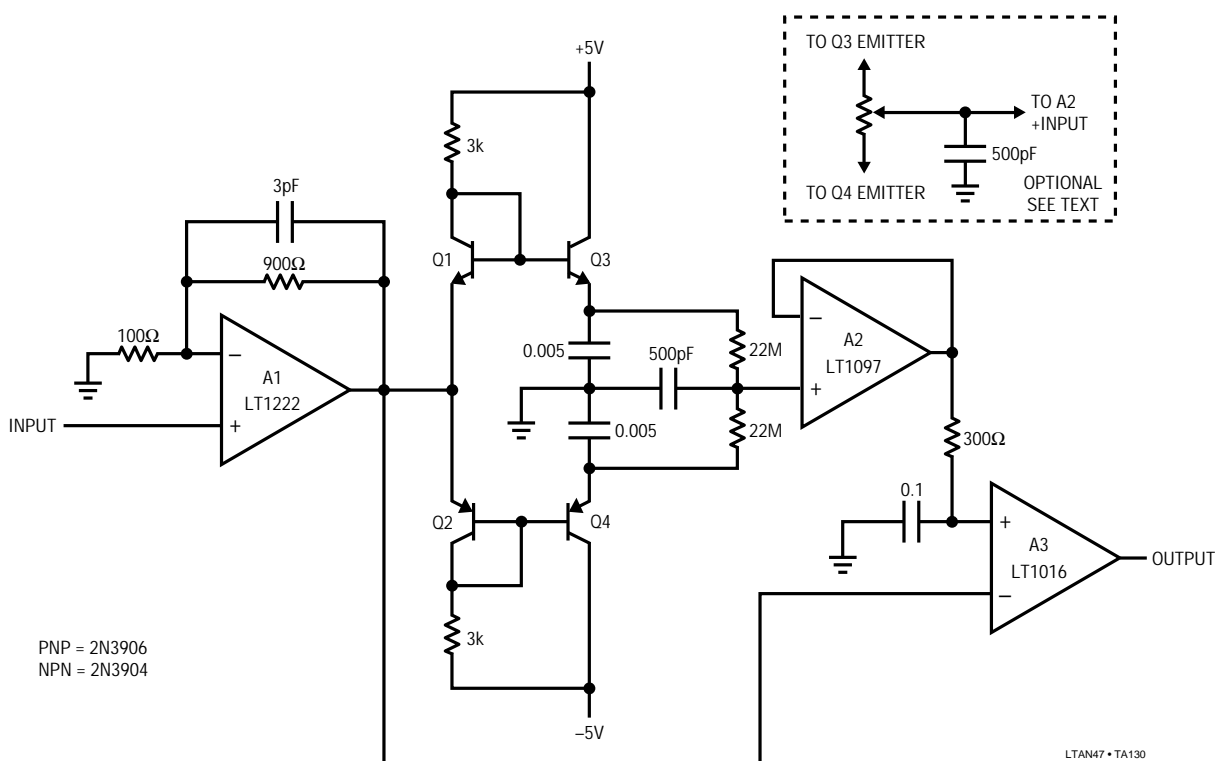 +5V
3k
3pF
900Ω
100Ω
A1
LT1222
INPUT
Q1
Q3
0.005
500pF
22M
0.005
22M
Q2
Q4
3k
–5V
A2
LT1097
300Ω
0.1
A3
LT1016
OUTPUT
–
+
–
+
+
–
TO Q3 EMITTER
TO A2
+INPUT
500pF
TO Q4 EMITTER
OPTIONAL
SEE TEXT
PNP = 2N3906
NPN = 2N3904
LTAN47 • TA130